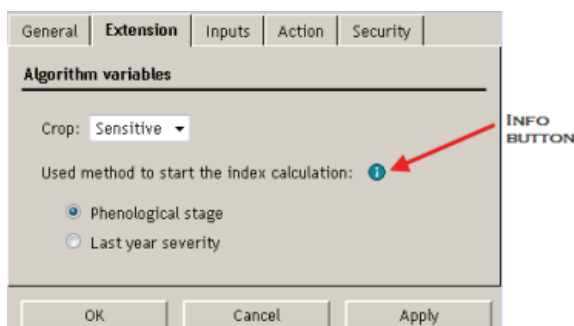 General Extension Inputs Action Security
Algorithm variables
Crop: Sensitive
Used method to start the index calculation:
INFO
BUTTON
Phenological stage
Last year severity
OK Cancel Apply